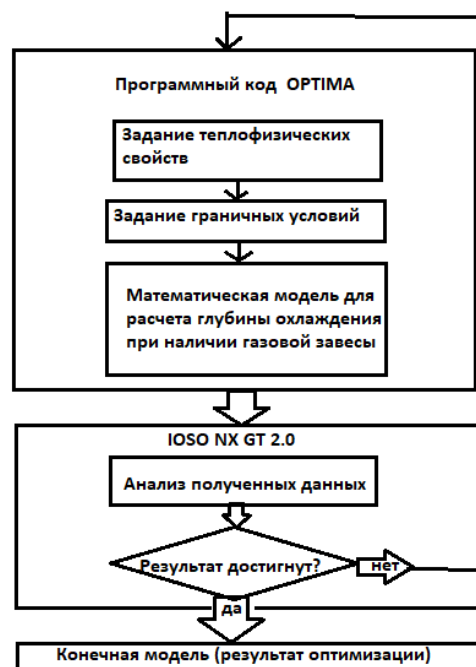 Программный код OPTIMA
Задание теплофизических
свойств
Задание граничных условий
Математическая модель для
расчета глубины охлаждения
при наличии газовой завесы
IOSO NX GT 2.0
Анализ полученных данных
Результат достигнут?
нет
да
Конечная модель (результат оптимизации)